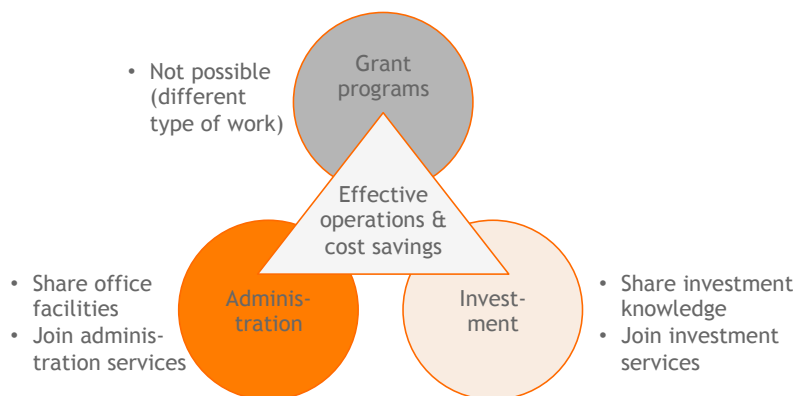 Grant
programs
• Not possible
(different
type of work)
Effective
operations &
cost savings
• Share office
facilities
• Join adminis-
tration services
Adminis-
tration
Invest-
ment
• Share investment
knowledge
• Join investment
services